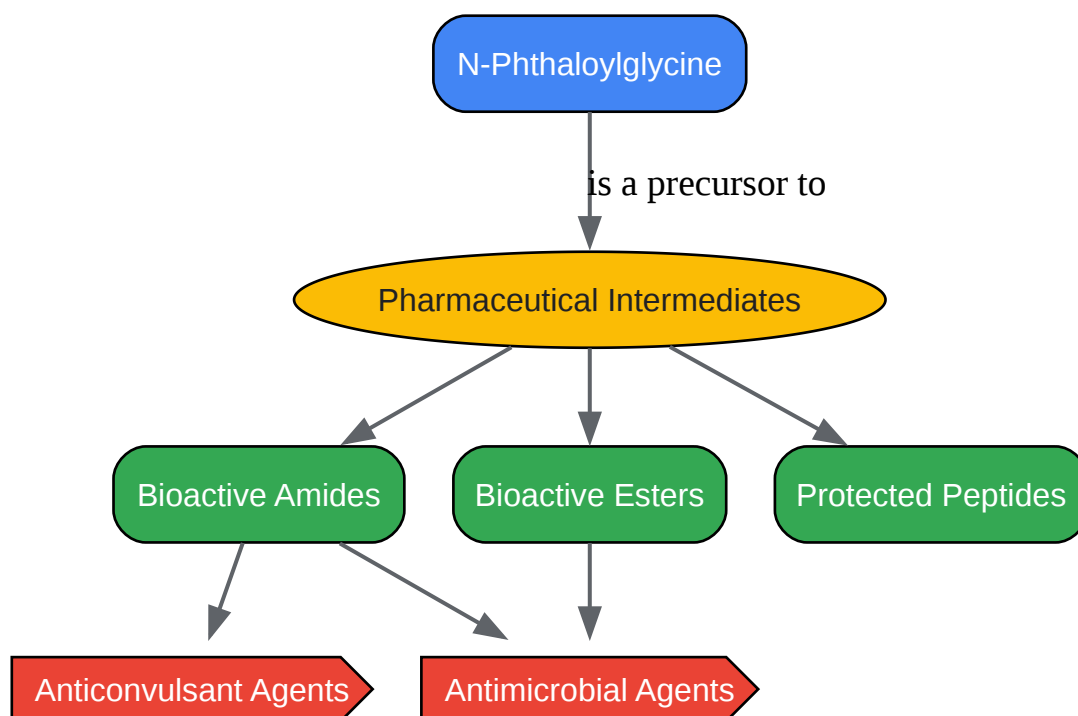 N-Phthaloylglycine
is a precursor to
Pharmaceutical Intermediates
Bioactive Amides
Bioactive Esters
Protected Peptides
Anticonvulsant Agents
Antimicrobial Agents